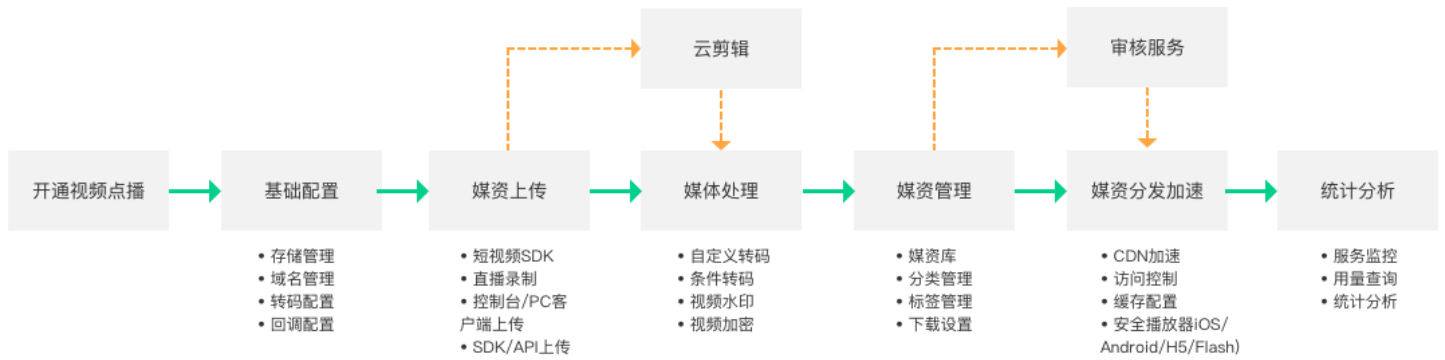 云剪辑
审核服务
开通视频点播
基础配置
媒资上传
媒体处理
媒资管理
媒资分发加速
统计分析
• 存储管理
• 域名管理
• 转码配置
• 回调配置
• 短视频SDK
• 直播录制
• 控制台/PC客
户端上传
• SDK/API上传
• 自定义转码
• 条件转码
• 视频水印
• 视频加密
• 媒资库
• 分类管理
• 标签管理
• 下载设置
• CDN加速
• 访问控制
• 缓存配置
• 安全播放器iOS/
Android/H5/Flash)
• 服务监控
• 用量查询
• 统计分析